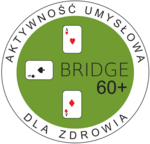 AKTYWNOŚĆ UMYSŁOWA
BRIDGE
60+
DLA ZDROWIA